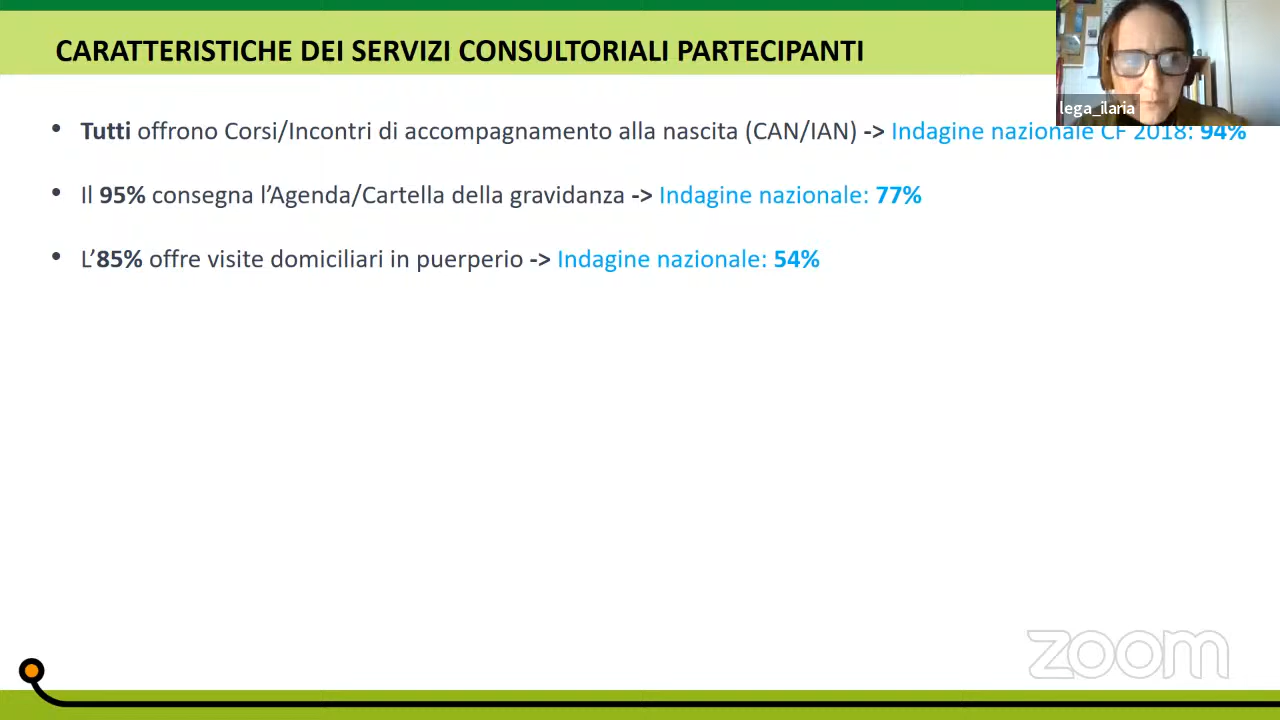 CARATTERISTICHE DEI SERVIZI CONSULTORIALI PARTECIPANTI
lega_ilaria
• Tutti offrono Corsi/Incontri di accompagnamento alla nascita (CAN/IAN) -> Indagine nazionale CF 2018: 94%
• Il 95% consegna l’Agenda/Cartella della gravidanza -> Indagine nazionale: 77%
• L’85% offre visite domiciliari in puerperio -> Indagine nazionale: 54%
zoom